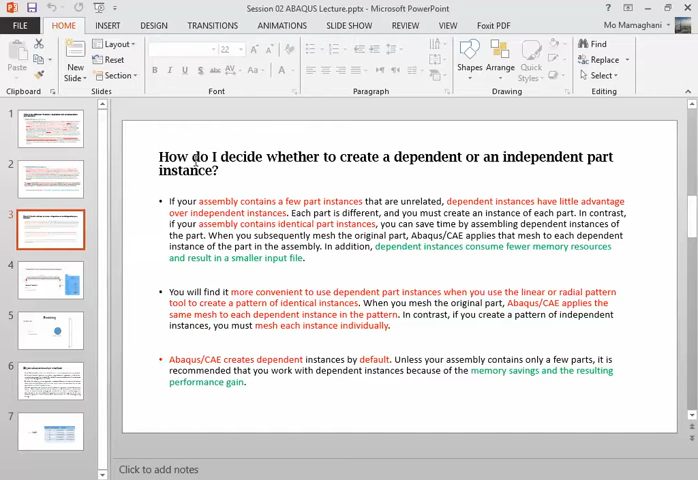 Session 02 ABAQUS Lecture.pptx - Microsoft PowerPoint
FILE HOME INSERT DESIGN TRANSITIONS ANIMATIONS SLIDE SHOW REVIEW VIEW Foxit PDF Mo Mamaghani
Paste
New Slide
Layout
Reset
Section
22
Shapes
Arrange
Quick Styles
Find
Replace
Select
Clipboard Slides Font Paragraph Drawing Editing
1
2
3
4
5
6
7
How do I decide whether to create a dependent or an independent part
instance?
• If your assembly contains a few part instances that are unrelated, dependent instances have little advantage
over independent instances. Each part is different, and you must create an instance of each part. In contrast,
if your assembly contains identical part instances, you can save time by assembling dependent instances of
the part. When you subsequently mesh the original part, Abaqus/CAE applies that mesh to each dependent
instance of the part in the assembly. In addition, dependent instances consume fewer memory resources
and result in a smaller input file.
• You will find it more convenient to use dependent part instances when you use the linear or radial pattern
tool to create a pattern of identical instances. When you mesh the original part, Abaqus/CAE applies the
same mesh to each dependent instance in the pattern. In contrast, if you create a pattern of independent
instances, you must mesh each instance individually.
• Abaqus/CAE creates dependent instances by default. Unless your assembly contains only a few parts, it is
recommended that you work with dependent instances because of the memory savings and the resulting
performance gain.
Click to add notes